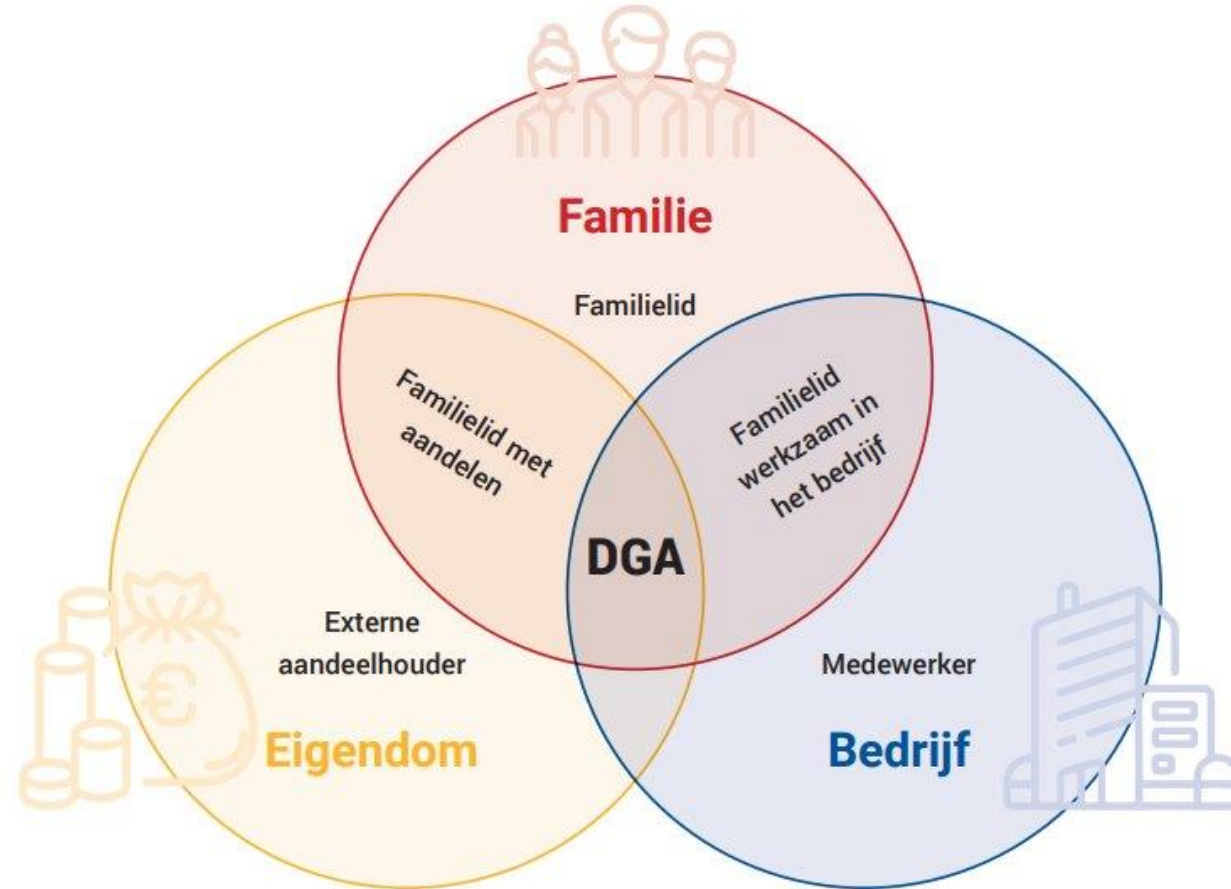 Familie
Familielid
Familielid met
aandelen
Familielid
werkzaam in
het bedrijf
DGA
Externe
aandeelhouder
Medewerker
€
Eigendom
Bedrijf